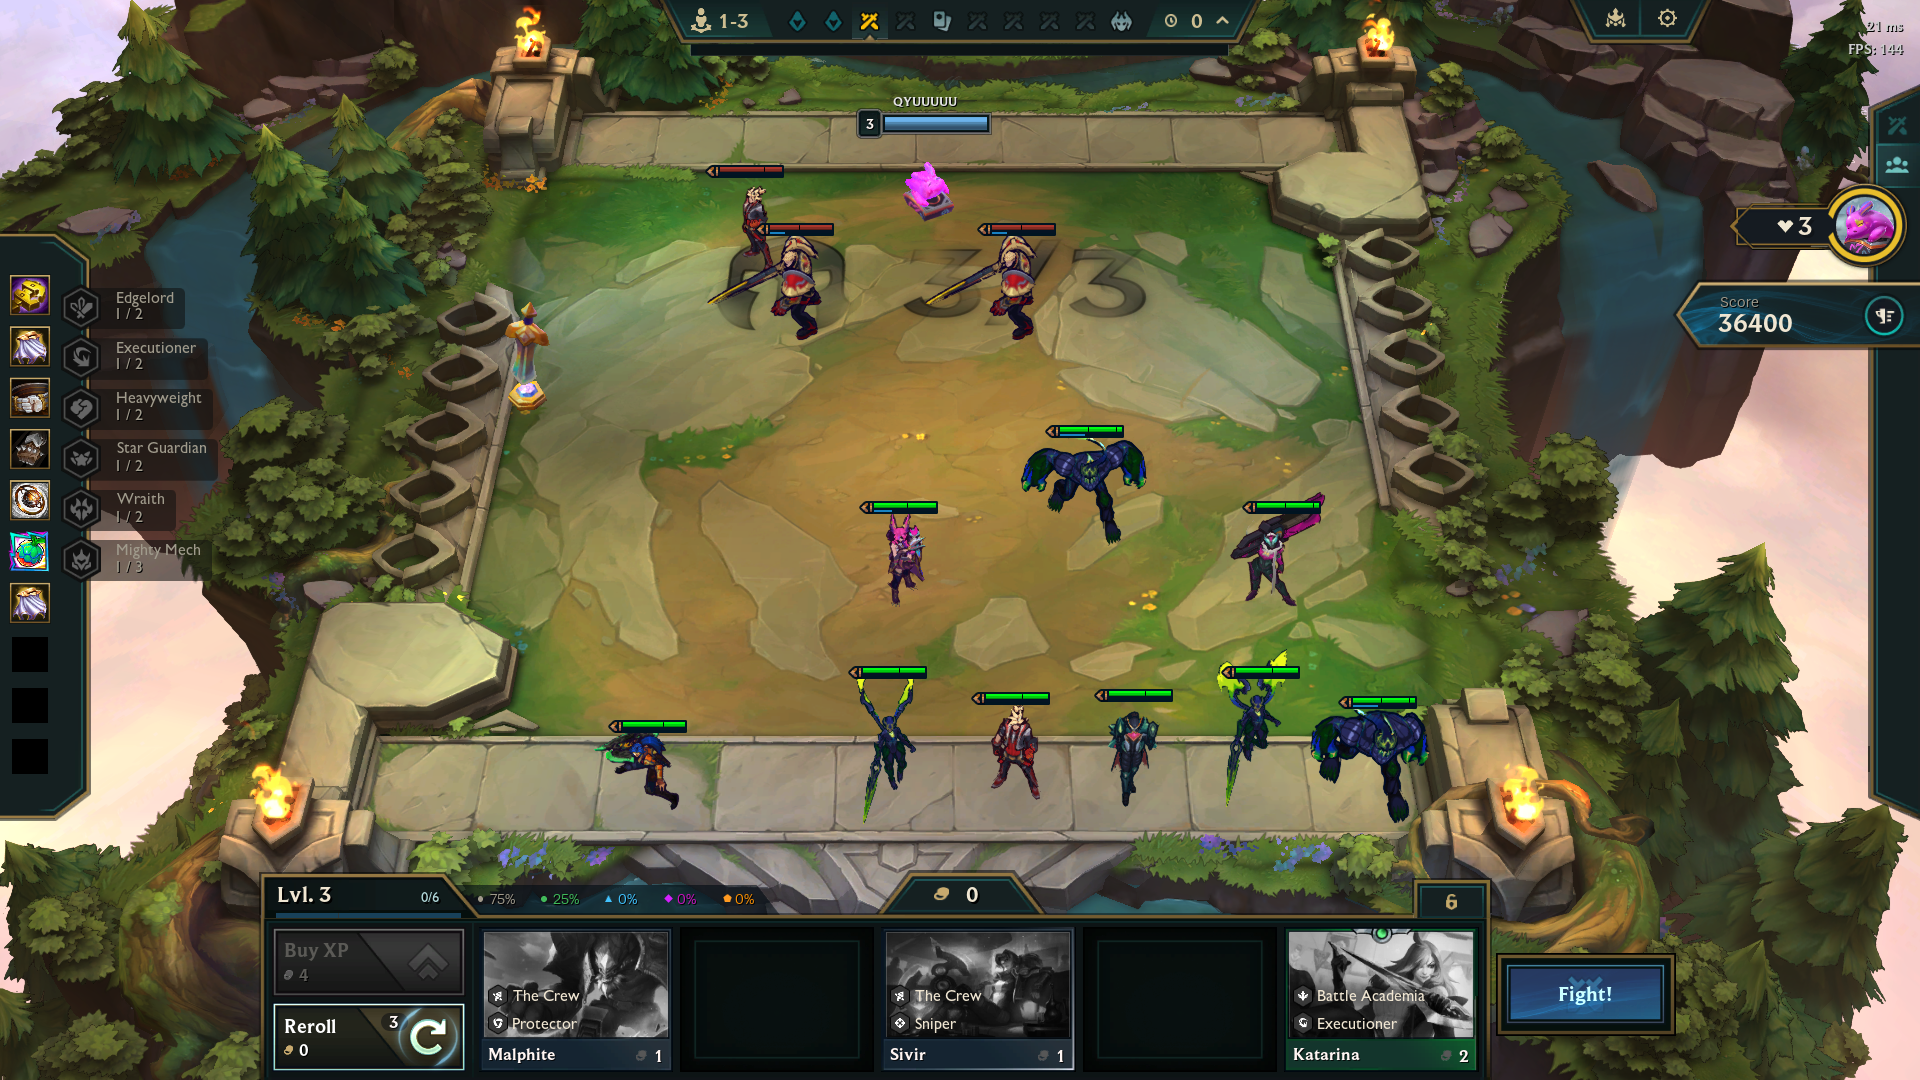 1-3
0
21 ms
FPS: 144
QYUUUUU
3
3/3
3
Score
36400
Edgelord
1 / 2
Executioner
1 / 2
Heavyweight
1 / 2
Star Guardian
1 / 2
Wraith
1 / 2
Mighty Mech
1 / 3
Lvl. 3
0/6
75%
25%
0%
0%
0%
0
6
Buy XP
4
Reroll
3
0
The Crew
Protector
Malphite
1
The Crew
Sniper
Sivir
1
Battle Academia
Executioner
Katarina
2
Fight!